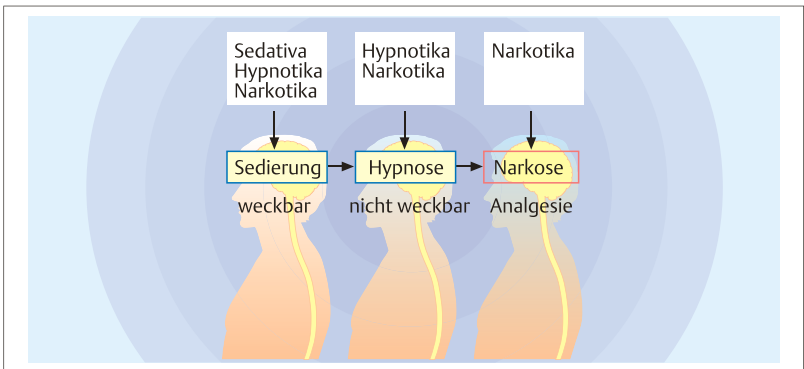 Sedativa
Hypnotika
Narkotika
Hypnotika
Narkotika
Narkotika
Sedierung
Hypnose
Narkose
weckbar
nicht weckbar
Analgesie